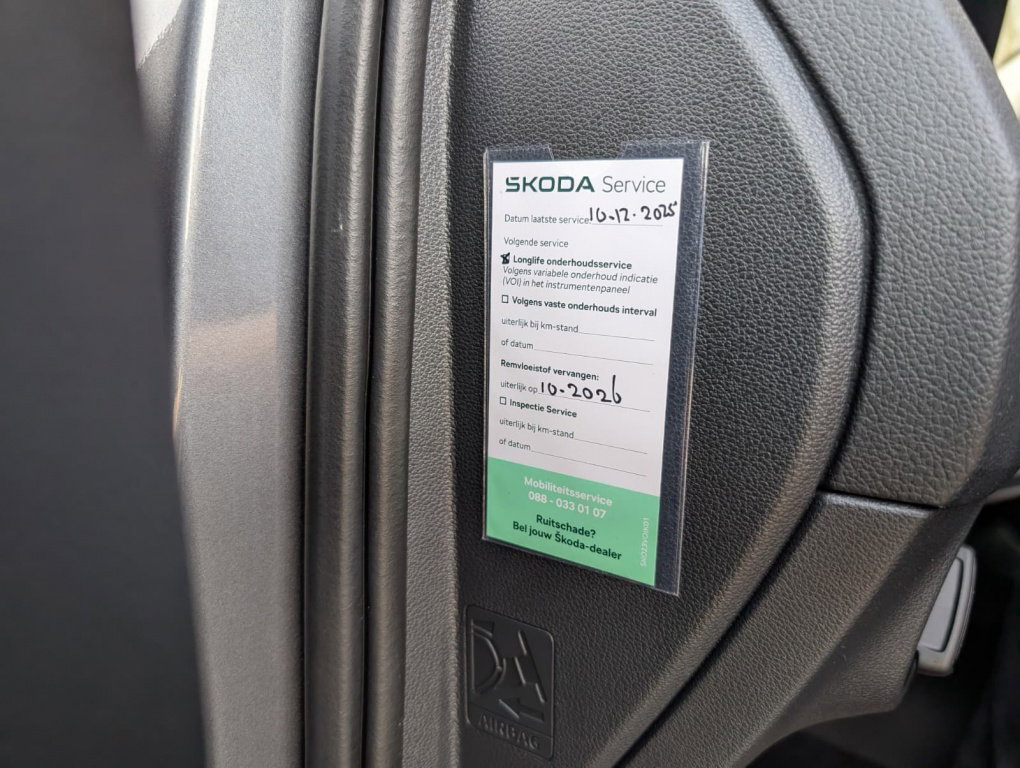 ŠKODA Service
Datum laatste service 10-12-2025
Volgende service
Longlife onderhoudsservice
Volgens variabele onderhoud indicatie
(VOI) in het instrumentenpaneel
Volgens vaste onderhouds interval
uiterlijk bij km-stand
of datum
Remvloeistof vervangen:
uiterlijk op 10-2026
Inspectie Service
uiterlijk bij km-stand
of datum
Mobiliteitsservice
088 - 033 01 07
Ruitschade?
Bel jouw Škoda-dealer
AIRBAG